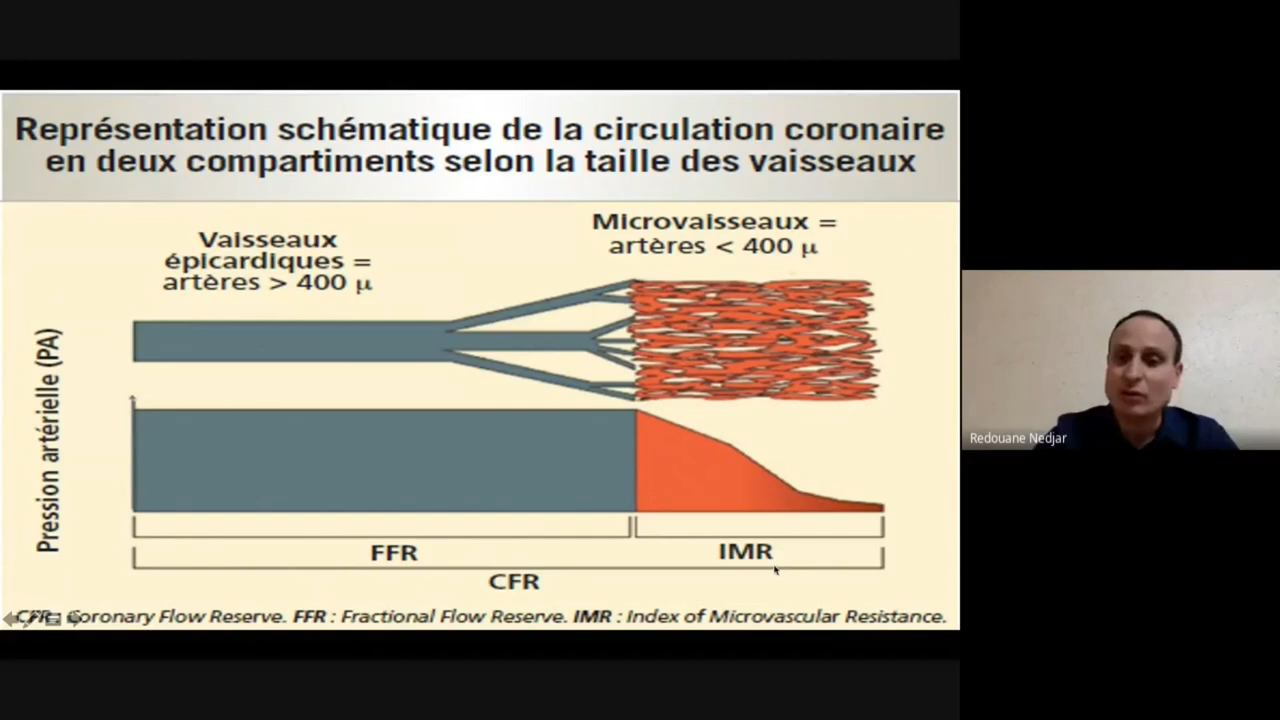 Représentation schématique de la circulation coronaire
en deux compartiments selon la taille des vaisseaux
Vaisseaux
épicardiques =
artères > 400 µ
Microvaisseaux =
artères < 400 µ
Pression artérielle (PA)
FFR
IMR
CFR
CFR : Coronary Flow Reserve. FFR : Fractional Flow Reserve. IMR : Index of Microvascular Resistance.
Redouane Nedjar